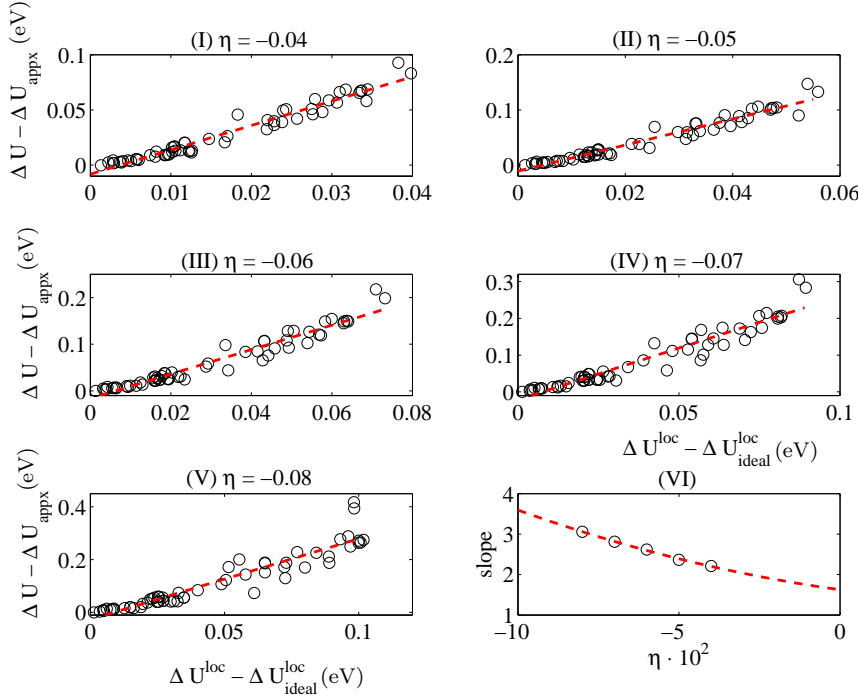 (I) η = −0.04
ΔU − ΔU_appx (eV)
0.1
0.05
0
0 0.01 0.02 0.03 0.04
(II) η = −0.05
0.2
0.1
0
0 0.02 0.04 0.06
(III) η = −0.06
ΔU − ΔU_appx (eV)
0.2
0.1
0
0 0.02 0.04 0.06 0.08
(IV) η = −0.07
0.3
0.2
0.1
0
0 0.05 0.1
ΔU^loc − ΔU^loc_ideal (eV)
(V) η = −0.08
ΔU − ΔU_appx (eV)
0.4
0.2
0
0 0.05 0.1
ΔU^loc − ΔU^loc_ideal (eV)
(VI)
slope
4
3
2
1
−10 −5 0
η · 10²